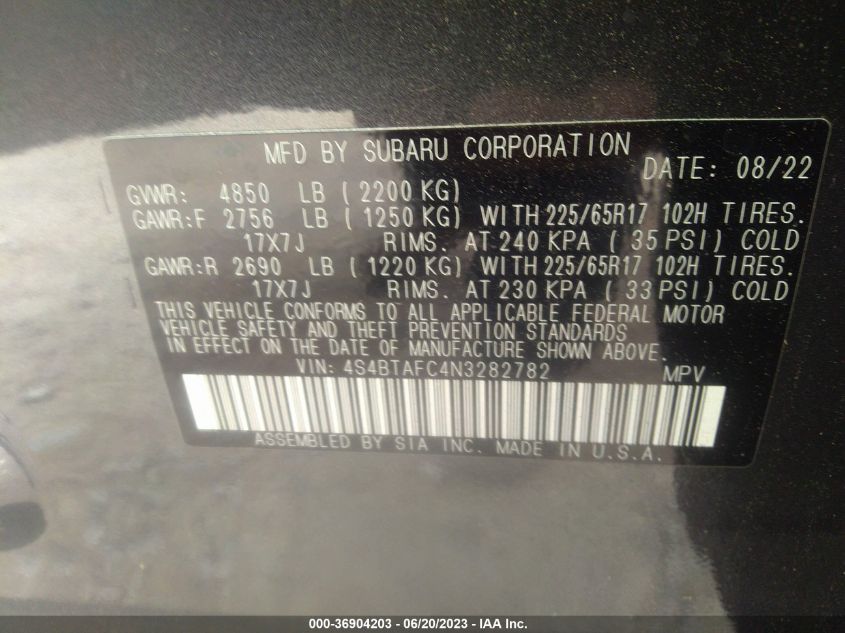 MFD BY SUBARU CORPORATION
DATE: 08/22
GVWR: 4850 LB ( 2200 KG)
GAWR:F 2756 LB ( 1250 KG) WITH 225/65R17 102H TIRES.
17X7J RIMS. AT 240 KPA ( 35 PSI) COLD
GAWR:R 2690 LB ( 1220 KG) WITH 225/65R17 102H TIRES.
17X7J RIMS. AT 230 KPA ( 33 PSI) COLD
THIS VEHICLE CONFORMS TO ALL APPLICABLE FEDERAL MOTOR
VEHICLE SAFETY AND THEFT PREVENTION STANDARDS
IN EFFECT ON THE DATE OF MANUFACTURE SHOWN ABOVE.
VIN: 4S4BTAFC4N3282782 MPV
ASSEMBLED BY SIA INC. MADE IN U.S.A.
000-36904203 - 06/20/2023 - IAA Inc.